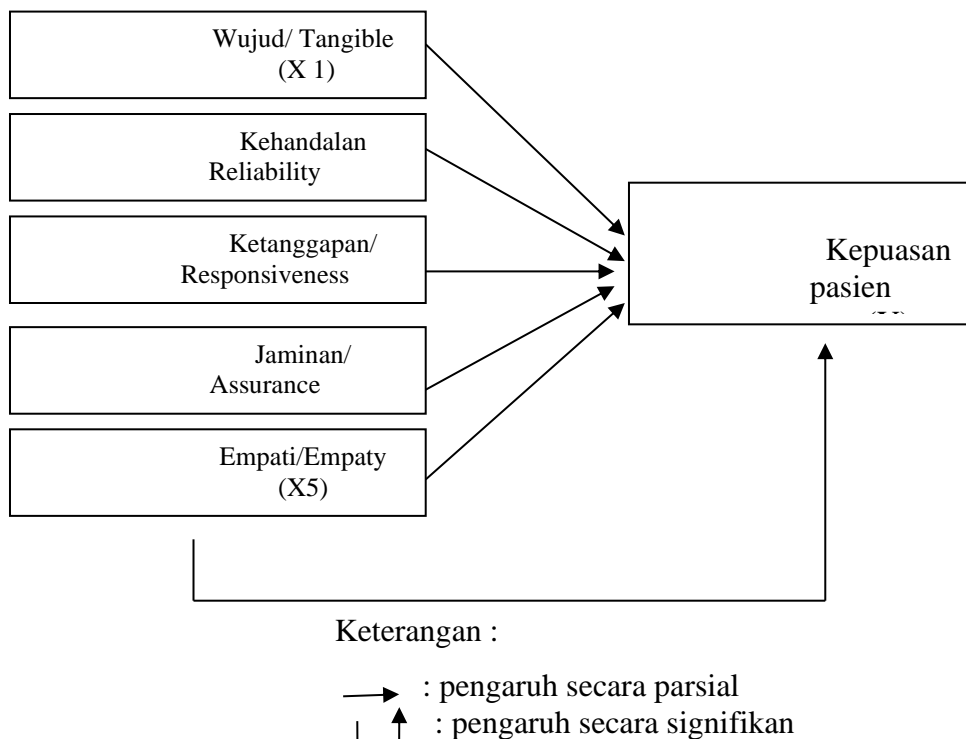 Wujud/ Tangible
(X 1)
Kehandalan
Reliability
Ketanggapan/
Responsiveness
Jaminan/
Assurance
Empati/Empaty
(X5)
Kepuasan
pasien
Keterangan :
: pengaruh secara parsial
: pengaruh secara signifikan